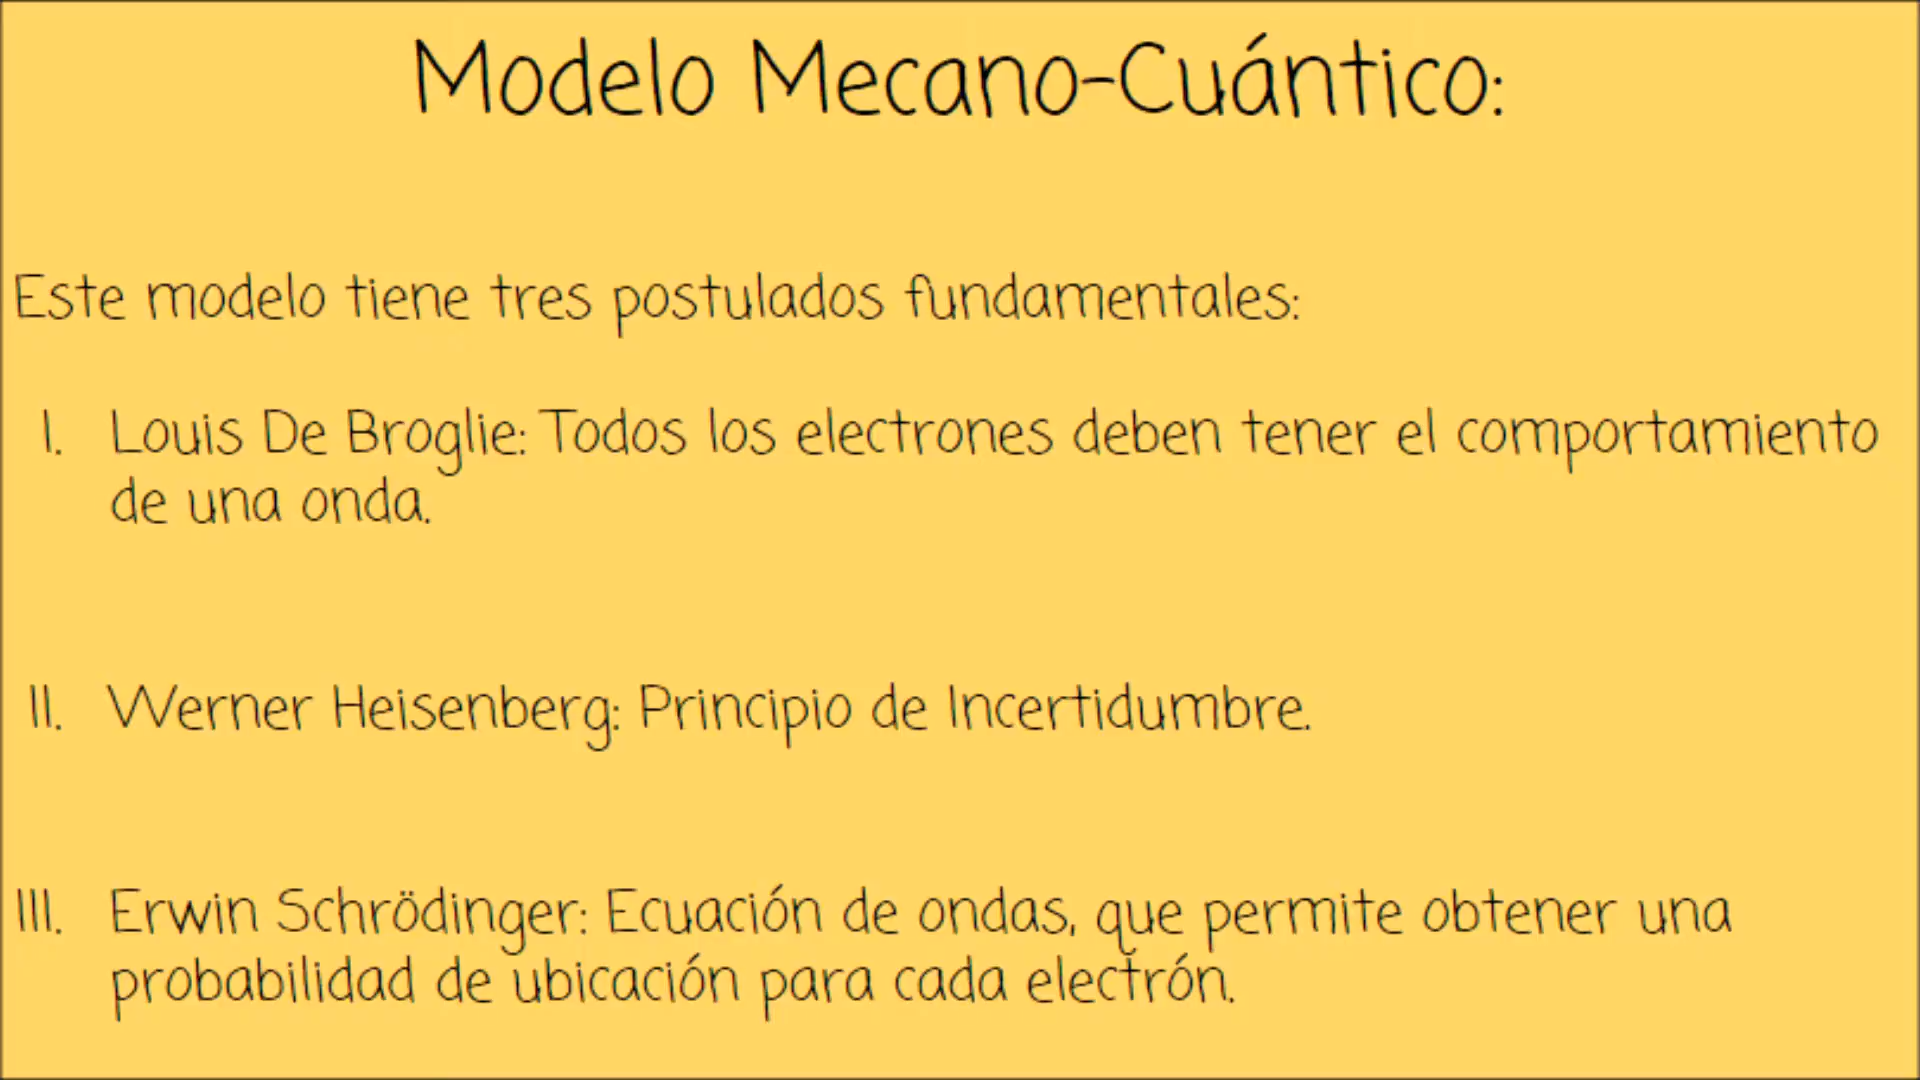 Modelo Mecano-Cuántico:
Este modelo tiene tres postulados fundamentales:
I. Louis De Broglie: Todos los electrones deben tener el comportamiento
de una onda.
II. Werner Heisenberg: Principio de Incertidumbre.
III. Erwin Schrödinger: Ecuación de ondas, que permite obtener una
probabilidad de ubicación para cada electrón.